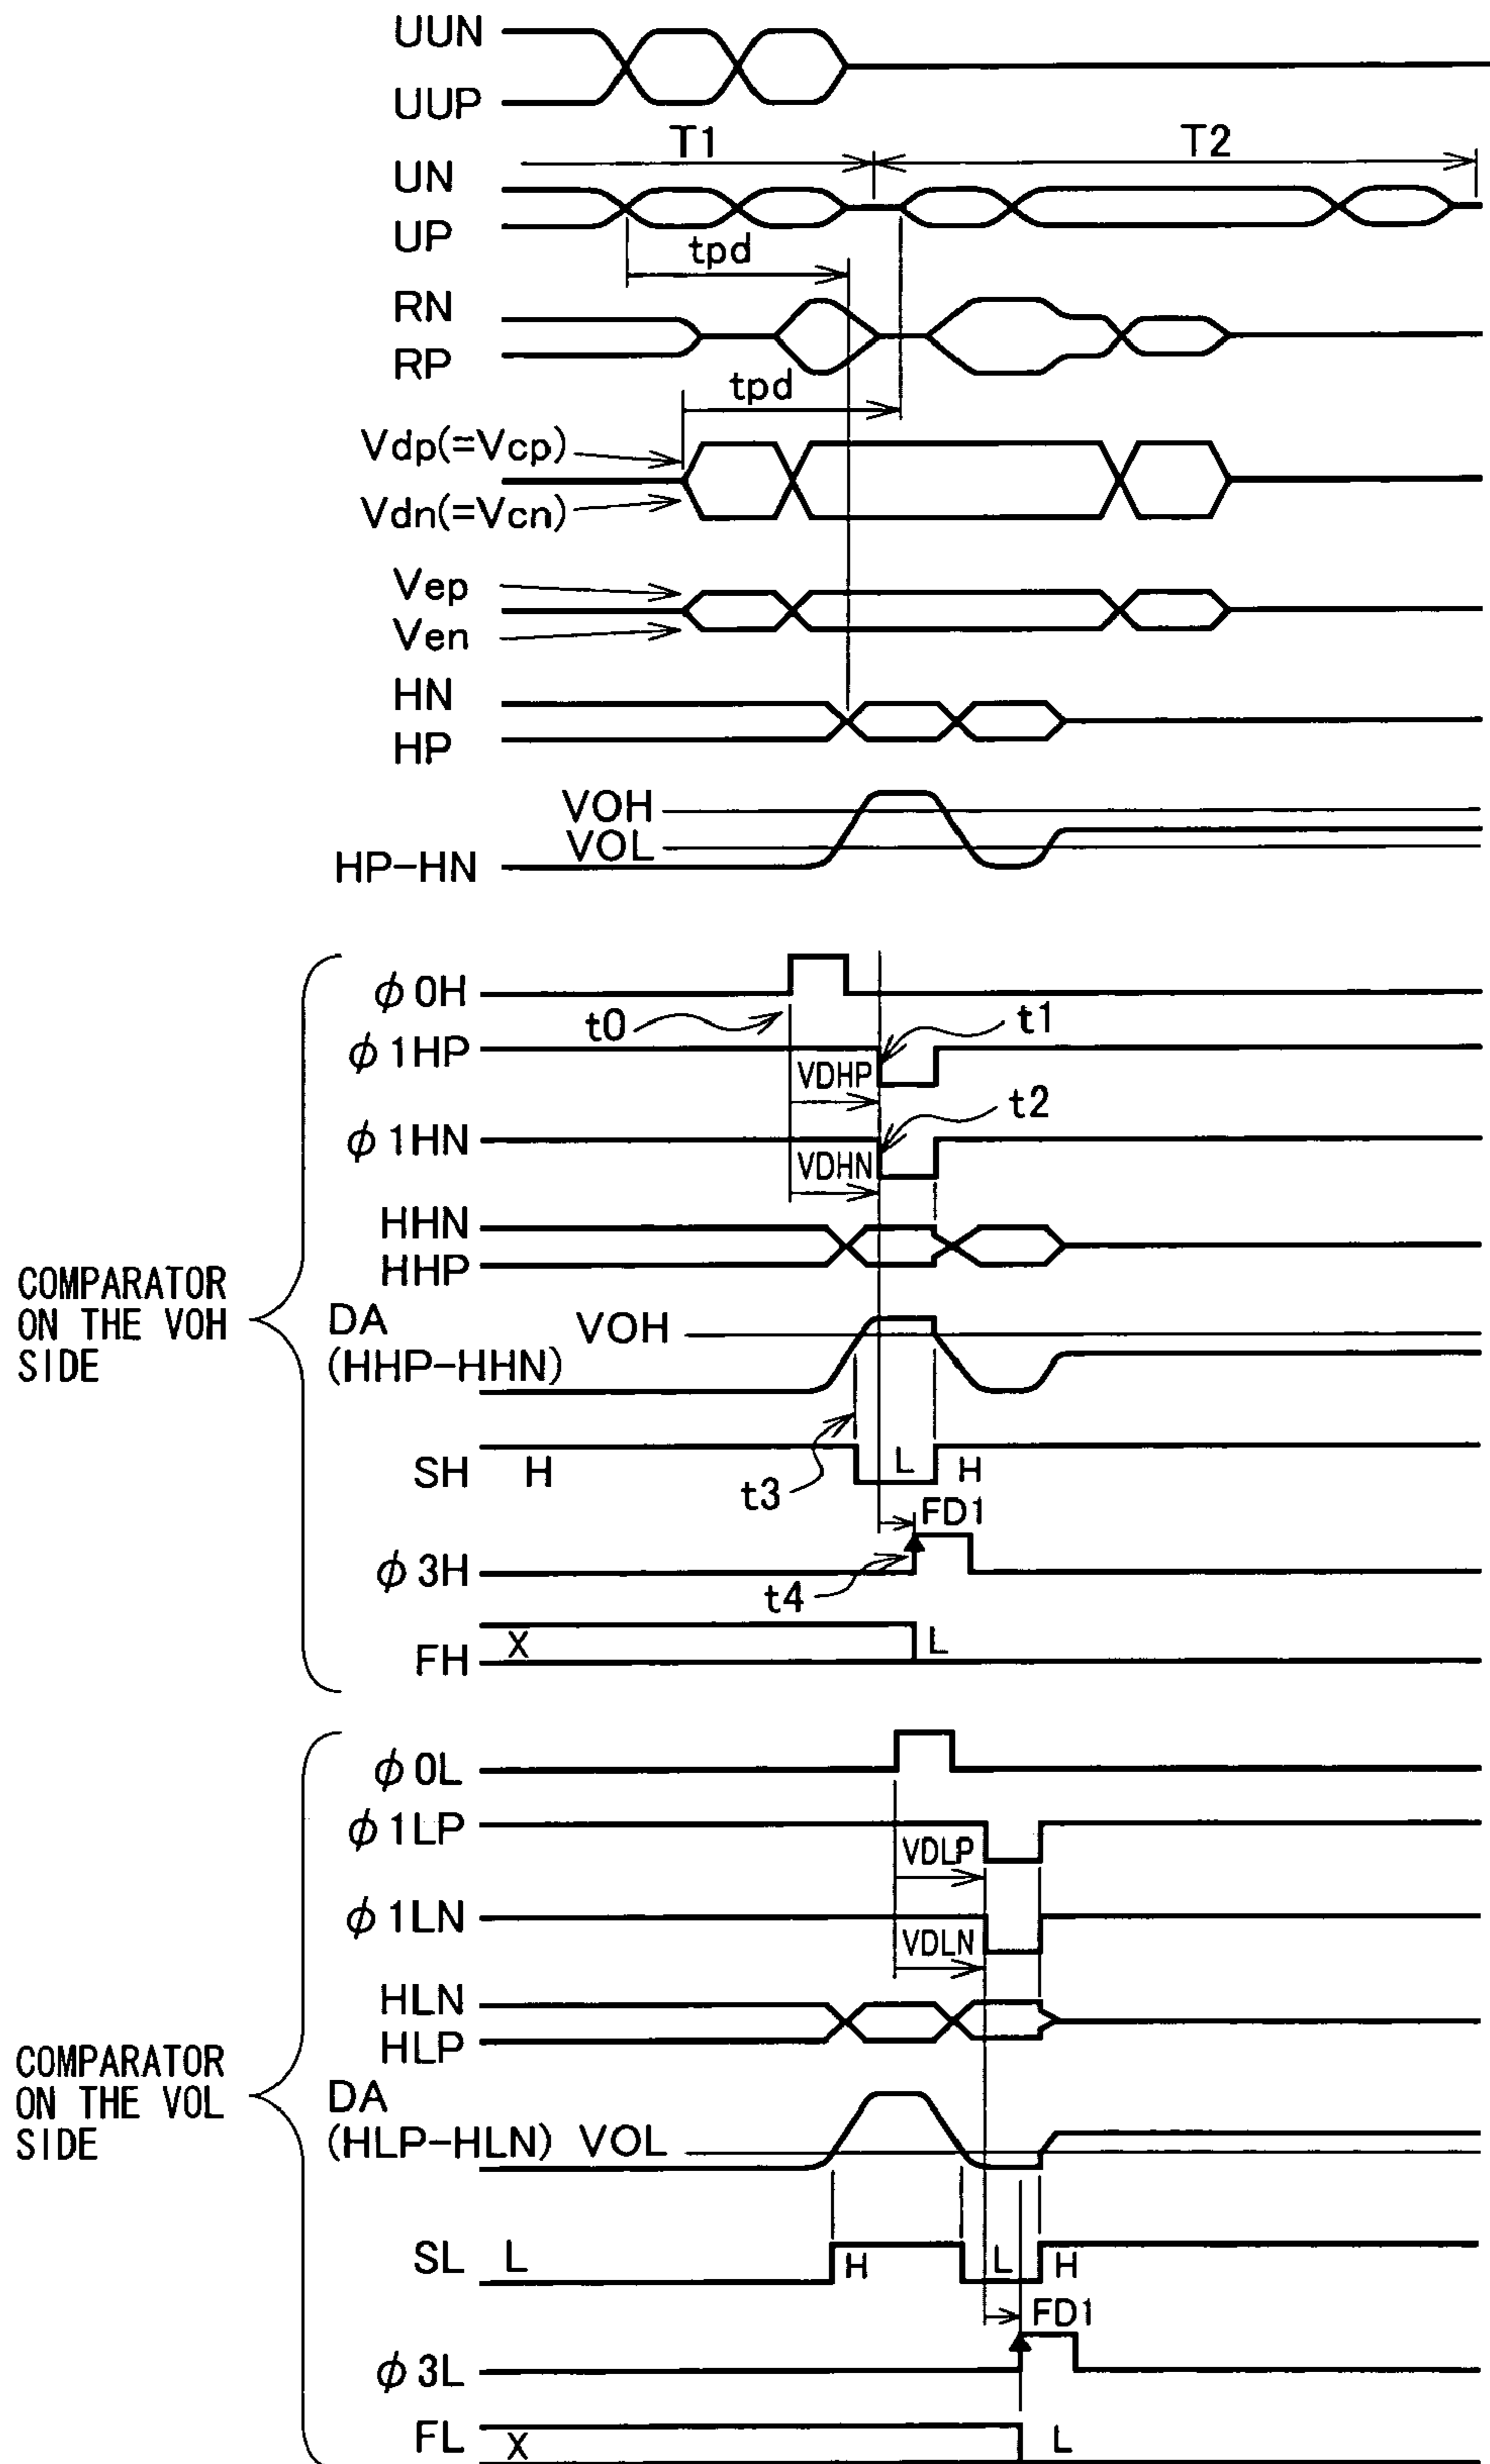 UUN
UUP
T1
T2
UN
UP
tpd
RN
RP
tpd
Vdp(=Vcp)
Vdn(=Vcn)
Vep
Ven
HN
HP
VOH
VOL
HP-HN
COMPARATOR
ON THE VOH
SIDE
ϕ0H
t0
t1
ϕ1HP
VDHP
t2
ϕ1HN
VDHN
HHN
HHP
DA
(HHP-HHN)
VOH
SH H L H
t3
FD1
ϕ3H
t4
FH X L
COMPARATOR
ON THE VOL
SIDE
ϕ0L
ϕ1LP
VDLP
ϕ1LN
VDLN
HLN
HLP
DA
(HLP-HLN) VOL
SL L H L H
FD1
ϕ3L
FL X L